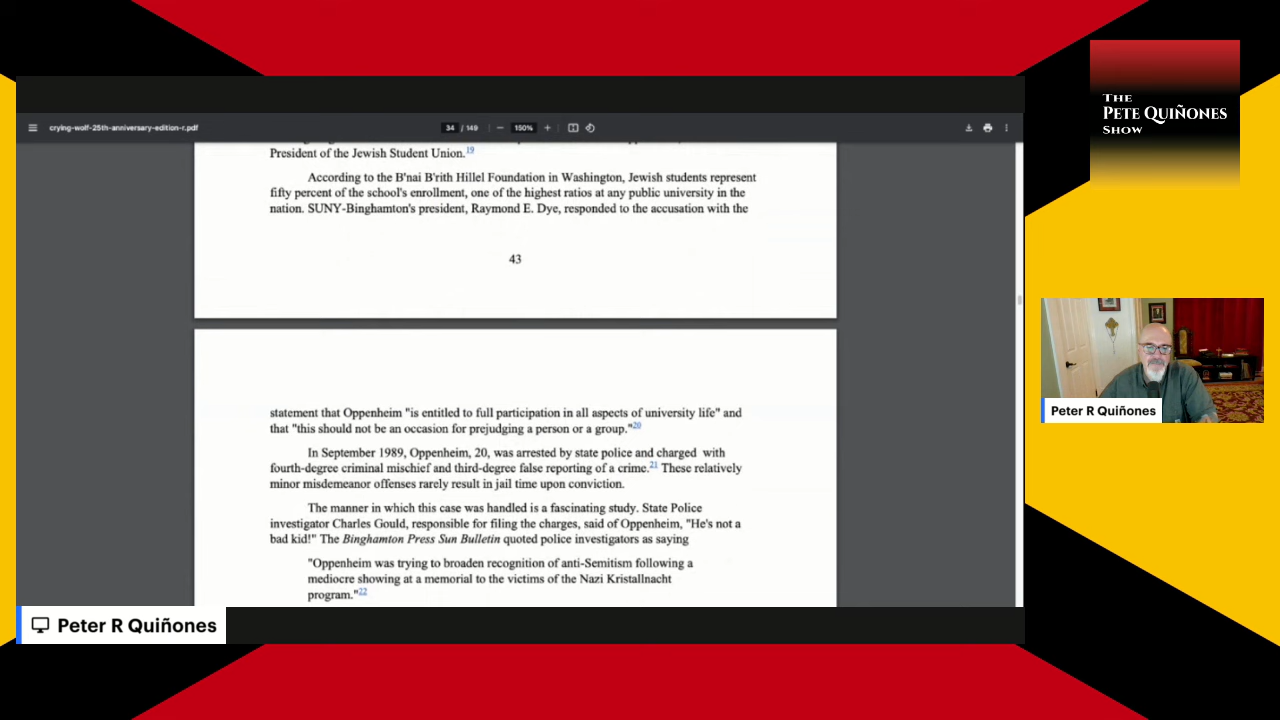 crying-wolf-25th-anniversary-edition-r.pdf
34 / 149
150%
President of the Jewish Student Union.19
According to the B'nai B'rith Hillel Foundation in Washington, Jewish students represent
fifty percent of the school's enrollment, one of the highest ratios at any public university in the
nation. SUNY-Binghamton's president, Raymond E. Dye, responded to the accusation with the
43
statement that Oppenheim "is entitled to full participation in all aspects of university life" and
that "this should not be an occasion for prejudging a person or a group."20
In September 1989, Oppenheim, 20, was arrested by state police and charged with
fourth-degree criminal mischief and third-degree false reporting of a crime.21 These relatively
minor misdemeanor offenses rarely result in jail time upon conviction.
The manner in which this case was handled is a fascinating study. State Police
investigator Charles Gould, responsible for filing the charges, said of Oppenheim, "He's not a
bad kid!" The Binghamton Press Sun Bulletin quoted police investigators as saying
"Oppenheim was trying to broaden recognition of anti-Semitism following a
mediocre showing at a memorial to the victims of the Nazi Kristallnacht
program."22
Peter R Quiñones
THE
PETE QUIÑONES
SHOW
Peter R Quiñones